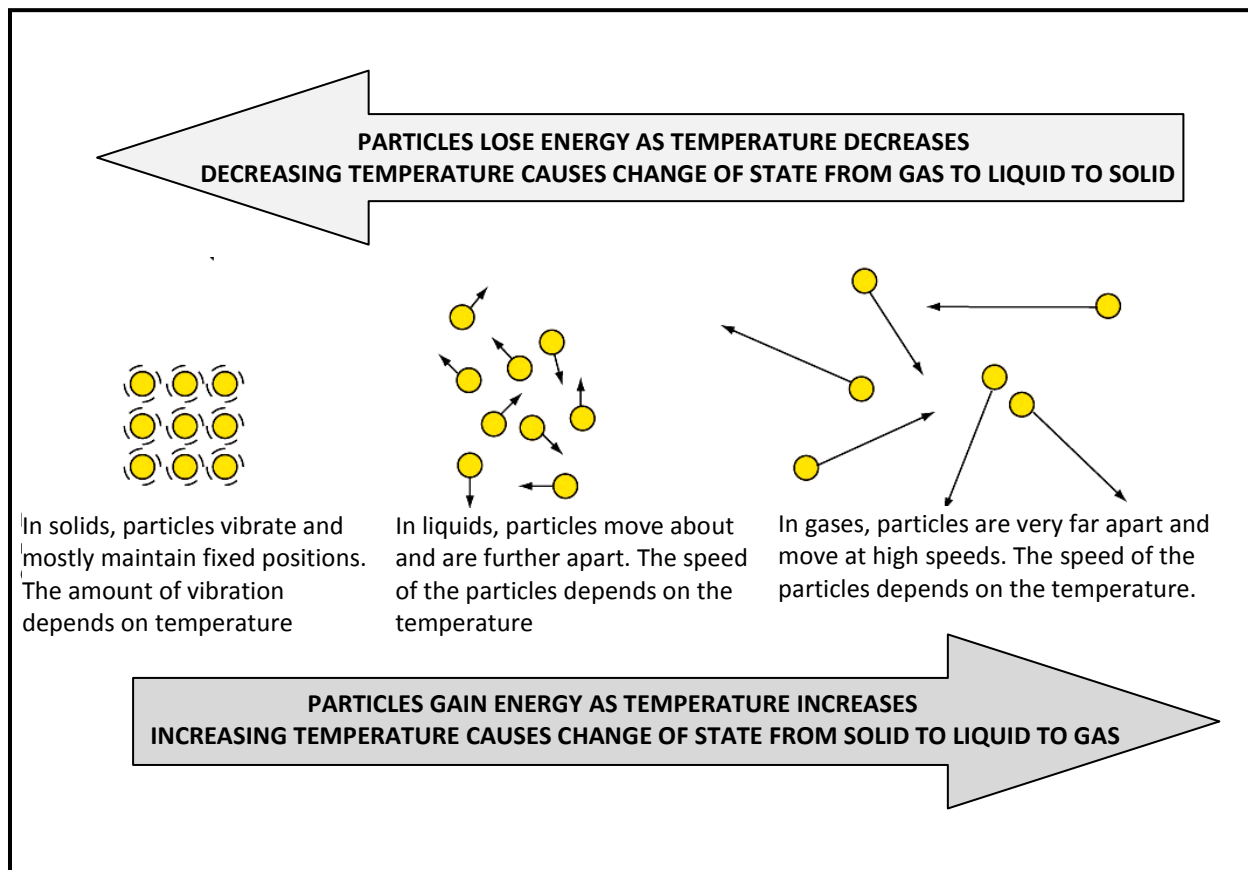 PARTICLES LOSE ENERGY AS TEMPERATURE DECREASES
DECREASING TEMPERATURE CAUSES CHANGE OF STATE FROM GAS TO LIQUID TO SOLID
In solids, particles vibrate and
mostly maintain fixed positions.
The amount of vibration
depends on temperature
In liquids, particles move about
and are further apart. The speed
of the particles depends on the
temperature
In gases, particles are very far apart and
move at high speeds. The speed of the
particles depends on the temperature.
PARTICLES GAIN ENERGY AS TEMPERATURE INCREASES
INCREASING TEMPERATURE CAUSES CHANGE OF STATE FROM SOLID TO LIQUID TO GAS